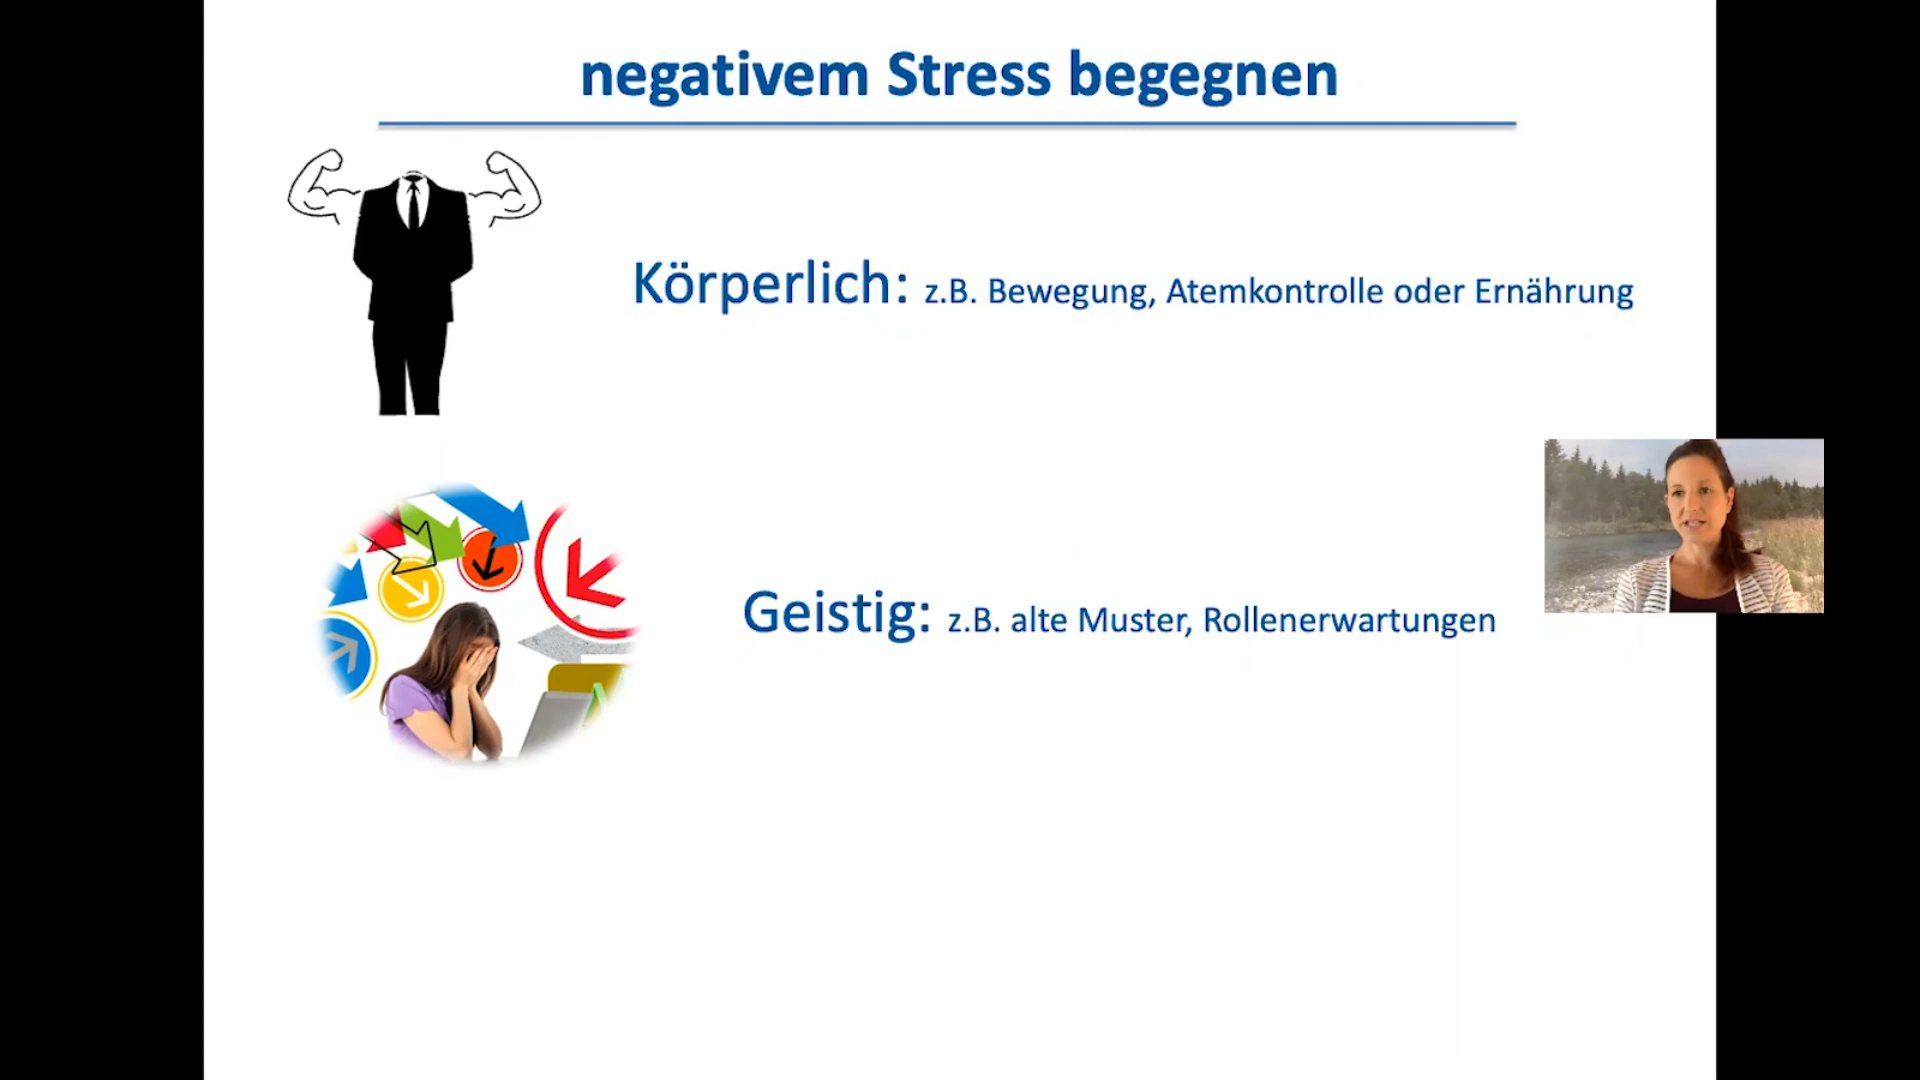 negativem Stress begegnen
Körperlich: z.B. Bewegung, Atemkontrolle oder Ernährung
Geistig: z.B. alte Muster, Rollenerwartungen